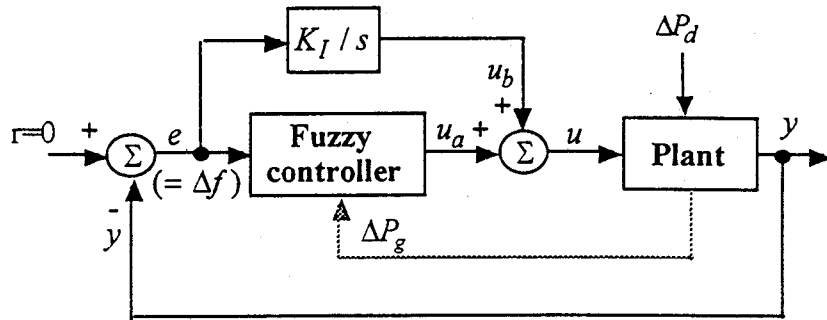 K_I / s
ΔP_d
u_b
+
r=0
+
Σ
e
(= Δf)
Fuzzy
controller
u_a
+
Σ
u
Plant
y
-
y
ΔP_g